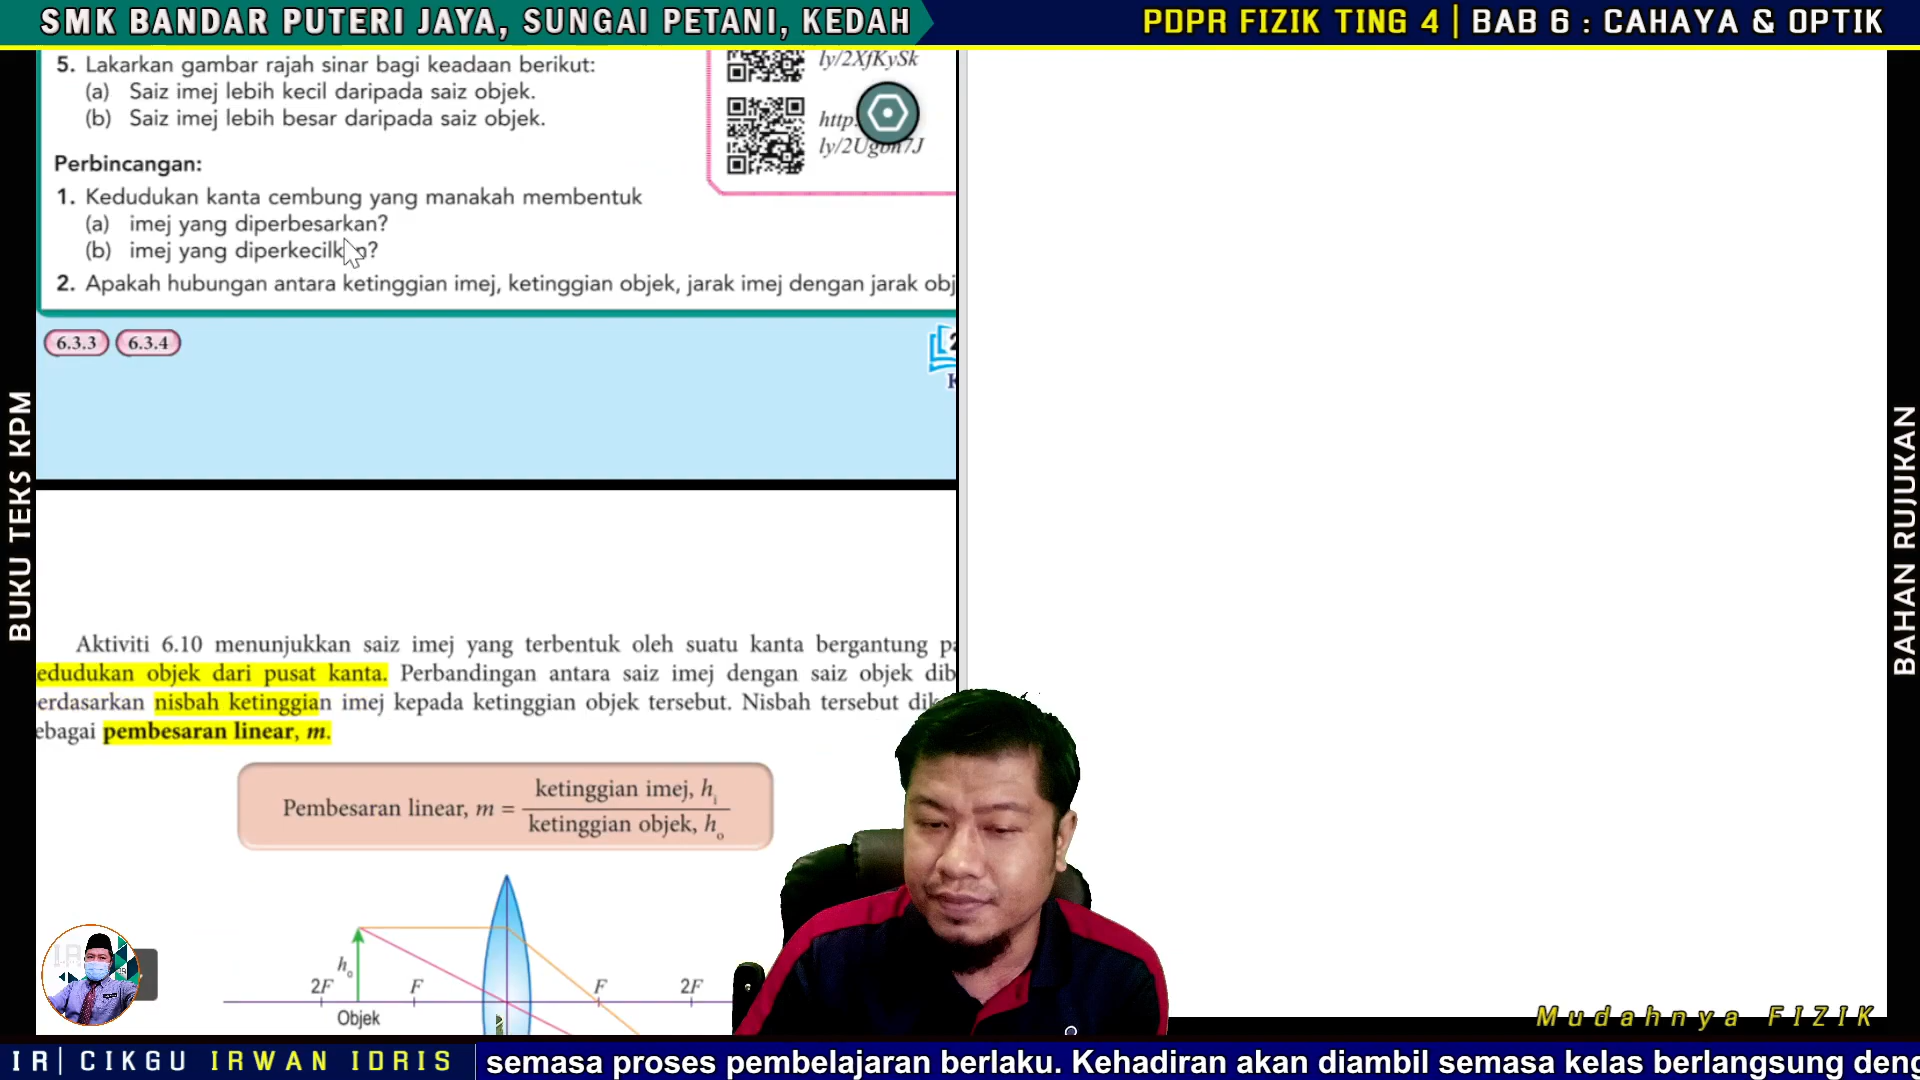 SMK BANDAR PUTERI JAYA, SUNGAI PETANI, KEDAH
PDPR FIZIK TING 4 | BAB 6 : CAHAYA & OPTIK
5. Lakarkan gambar rajah sinar bagi keadaan berikut:
(a) Saiz imej lebih kecil daripada saiz objek.
(b) Saiz imej lebih besar daripada saiz objek.
ly/2XfKySk
http:
Perbincangan:
1. Kedudukan kanta cembung yang manakah membentuk
(a) imej yang diperbesarkan?
(b) imej yang
2. Apakah hubungan antara ketinggian imej, ketinggian objek, jarak imej dengan jarak obj
6.3.3 6.3.4
BUKU TEKS KPM
BAHAN RUJUKAN
Aktiviti 6.10 menunjukkan saiz imej yang terbentuk oleh suatu kanta bergantung pa
edudukan objek dari pusat kanta. Perbandingan antara saiz imej dengan saiz objek dib
erdasarkan nisbah ketinggian imej kepada ketinggian objek tersebut. Nisbah tersebut dik
ebagai pembesaran linear, m.
Pembesaran linear, m = ketinggian imej, hi
ketinggian objek, ho
ho
2F F F 2F
Objek
Mudahnya FIZIK
IR| CIKGU IRWAN IDRIS
semasa proses pembelajaran berlaku. Kehadiran akan diambil semasa kelas berlangsung deng